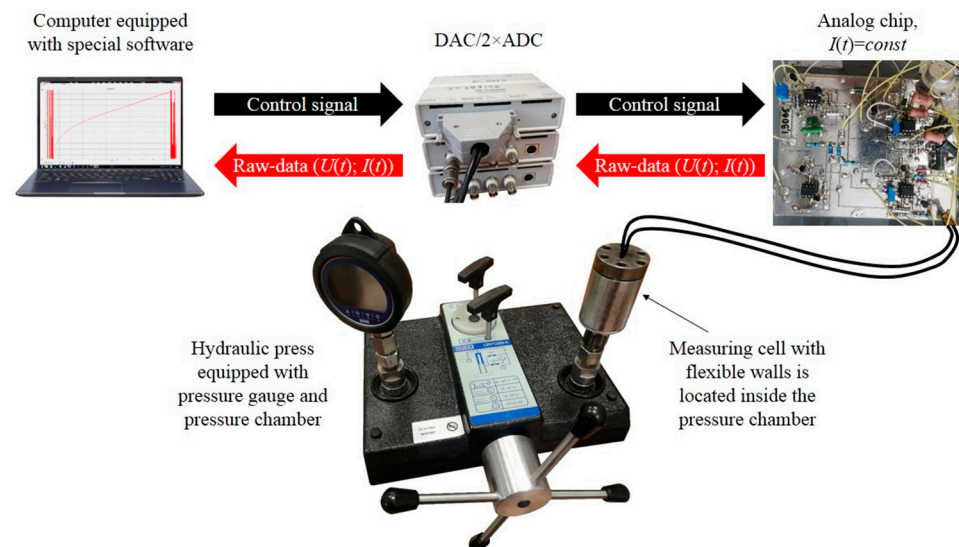 Computer equipped
with special software
DAC/2×ADC
Analog chip,
I(t)=const
Control signal
Control signal
Raw-data (U(t); I(t))
Raw-data (U(t); I(t))
Hydraulic press
equipped with
pressure gauge and
pressure chamber
Measuring cell with
flexible walls is
located inside the
pressure chamber